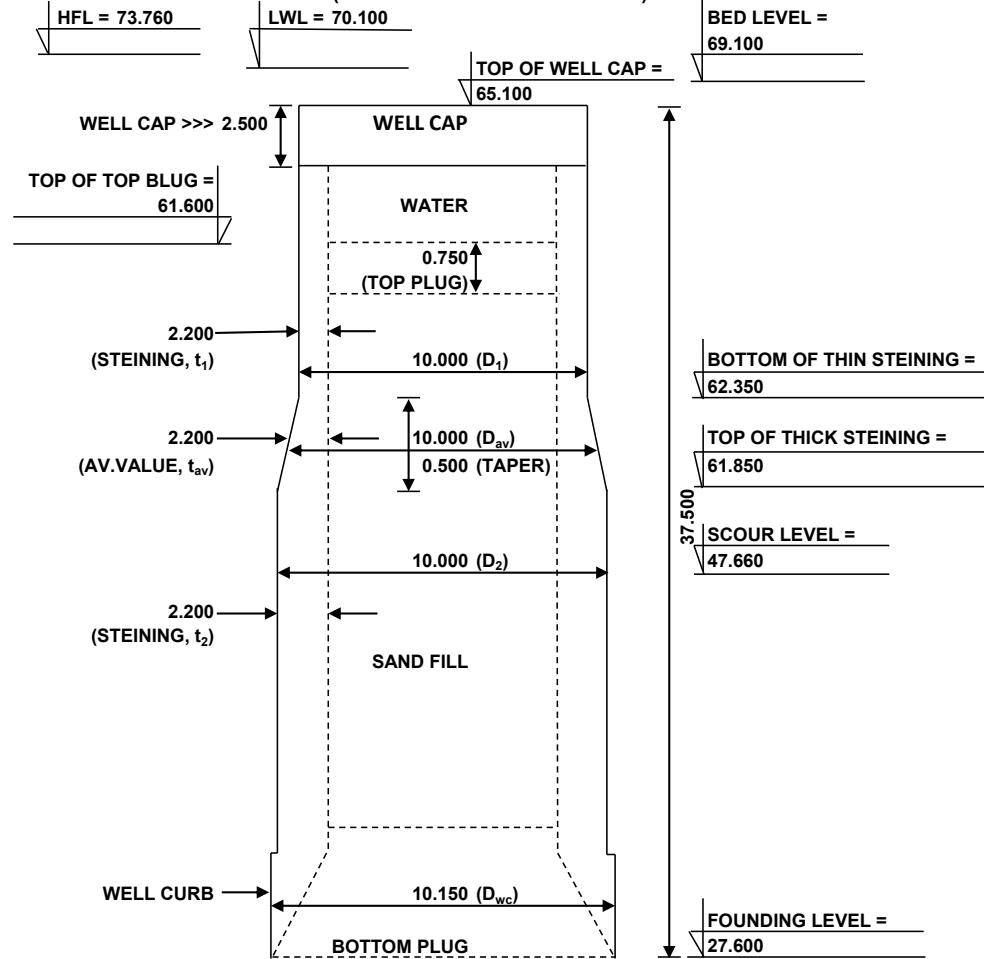 HFL = 73.760
LWL = 70.100
BED LEVEL =
69.100
TOP OF WELL CAP =
65.100
WELL CAP >>> 2.500
WELL CAP
TOP OF TOP BLUG =
61.600
WATER
0.750
(TOP PLUG)
2.200
(STEINING, t₁)
10.000 (D₁)
BOTTOM OF THIN STEINING =
62.350
2.200
(AV.VALUE, tₐᵥ)
10.000 (Dₐᵥ)
0.500 (TAPER)
TOP OF THICK STEINING =
61.850
37.500
SCOUR LEVEL =
47.660
10.000 (D₂)
2.200
(STEINING, t₂)
SAND FILL
WELL CURB
10.150 (D_wc)
BOTTOM PLUG
FOUNDING LEVEL =
27.600